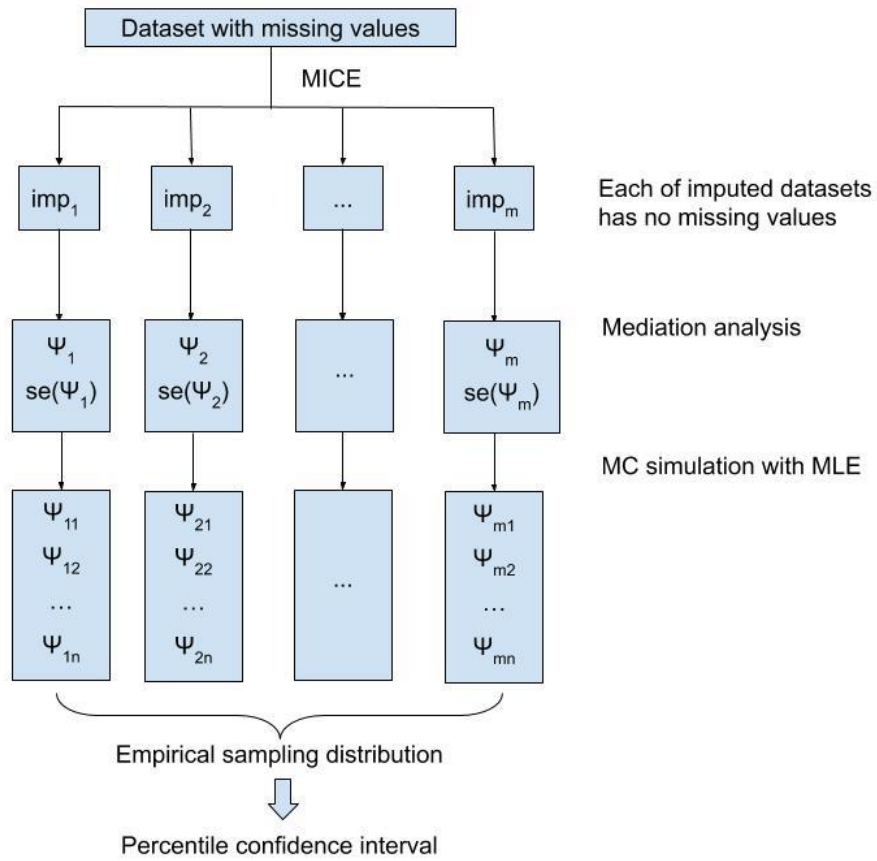 Dataset with missing values
MICE
imp₁ imp₂ ... impₘ
Each of imputed datasets
has no missing values
Ψ₁ Ψ₂ ... Ψₘ
se(Ψ₁) se(Ψ₂) se(Ψₘ)
Mediation analysis
MC simulation with MLE
Ψ₁₁ Ψ₂₁ Ψₘ₁
Ψ₁₂ Ψ₂₂ ... Ψₘ₂
... ... ...
Ψ₁ₙ Ψ₂ₙ Ψₘₙ
Empirical sampling distribution
Percentile confidence interval